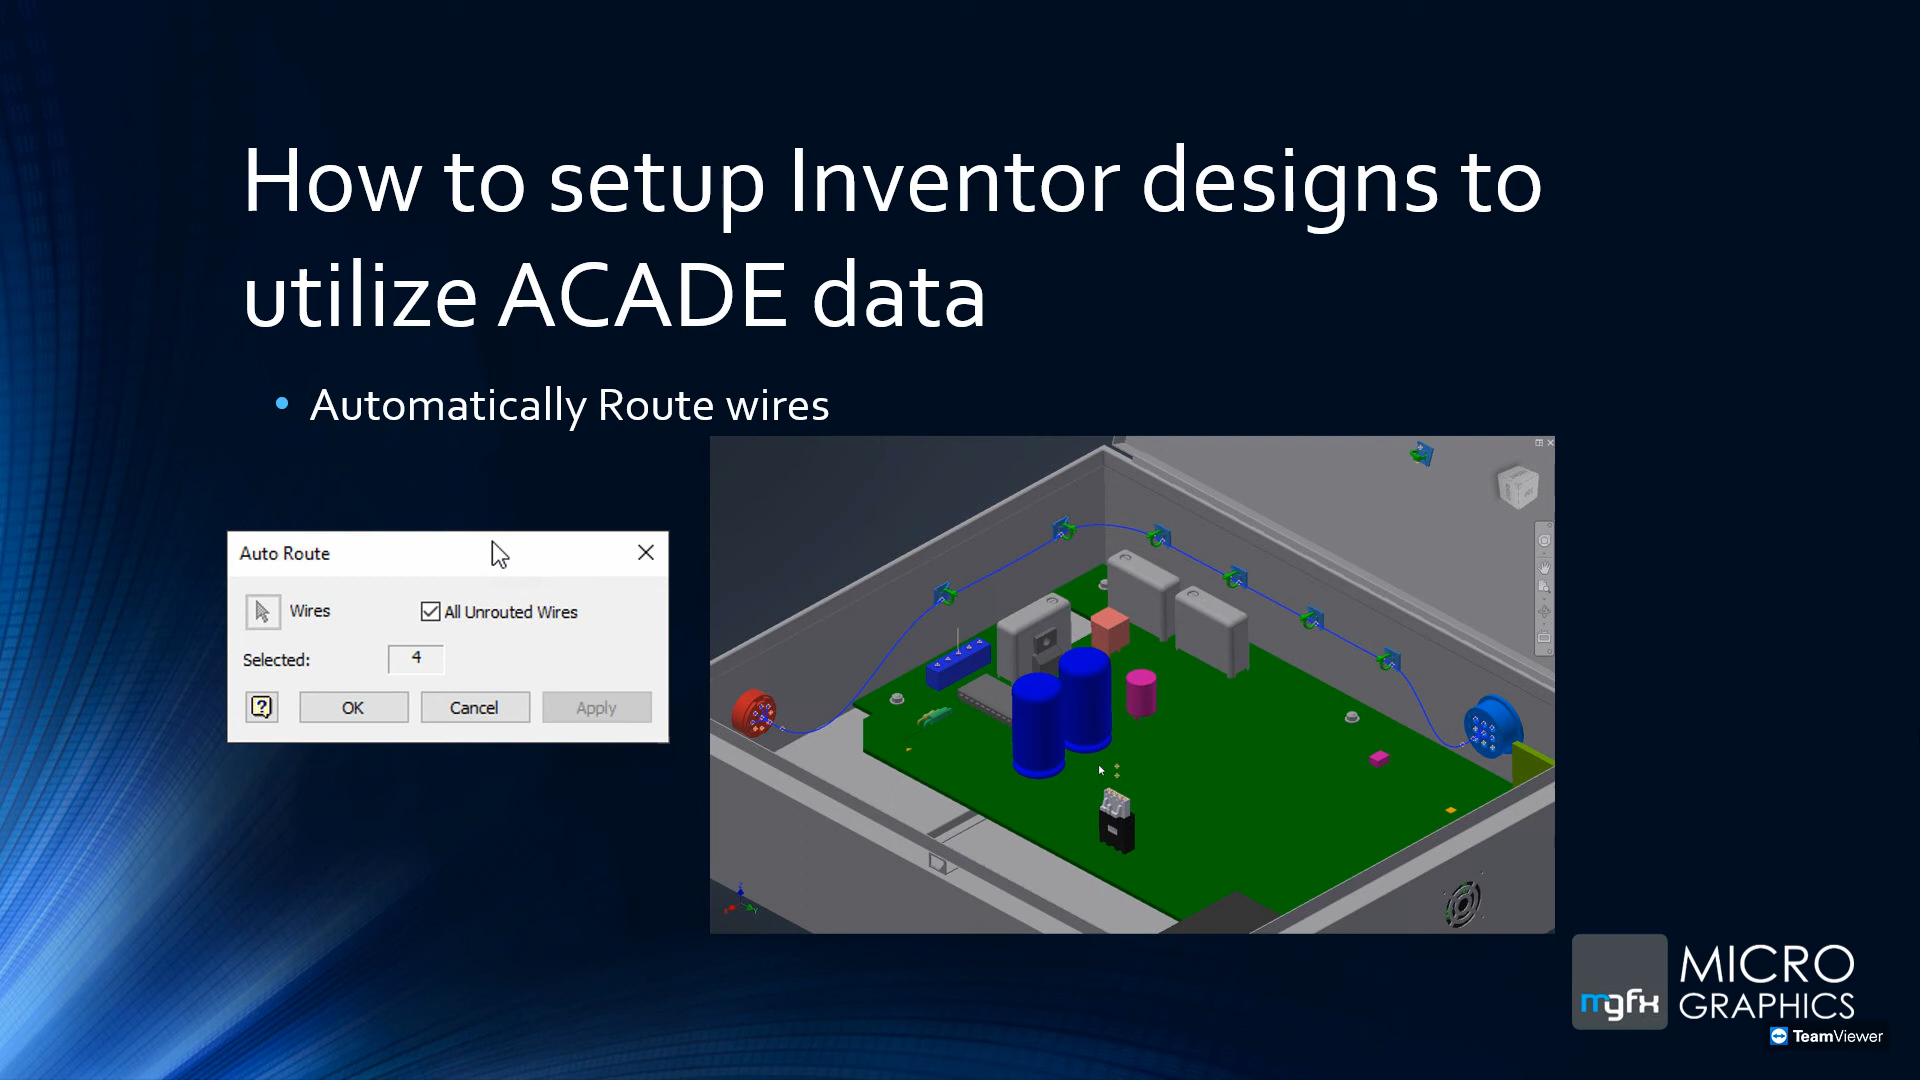 How to setup Inventor designs to
utilize ACADE data
• Automatically Route wires
Auto Route
Wires
All Unrouted Wires
Selected:
4
OK
Cancel
Apply
mgfx
MICRO
GRAPHICS
TeamViewer